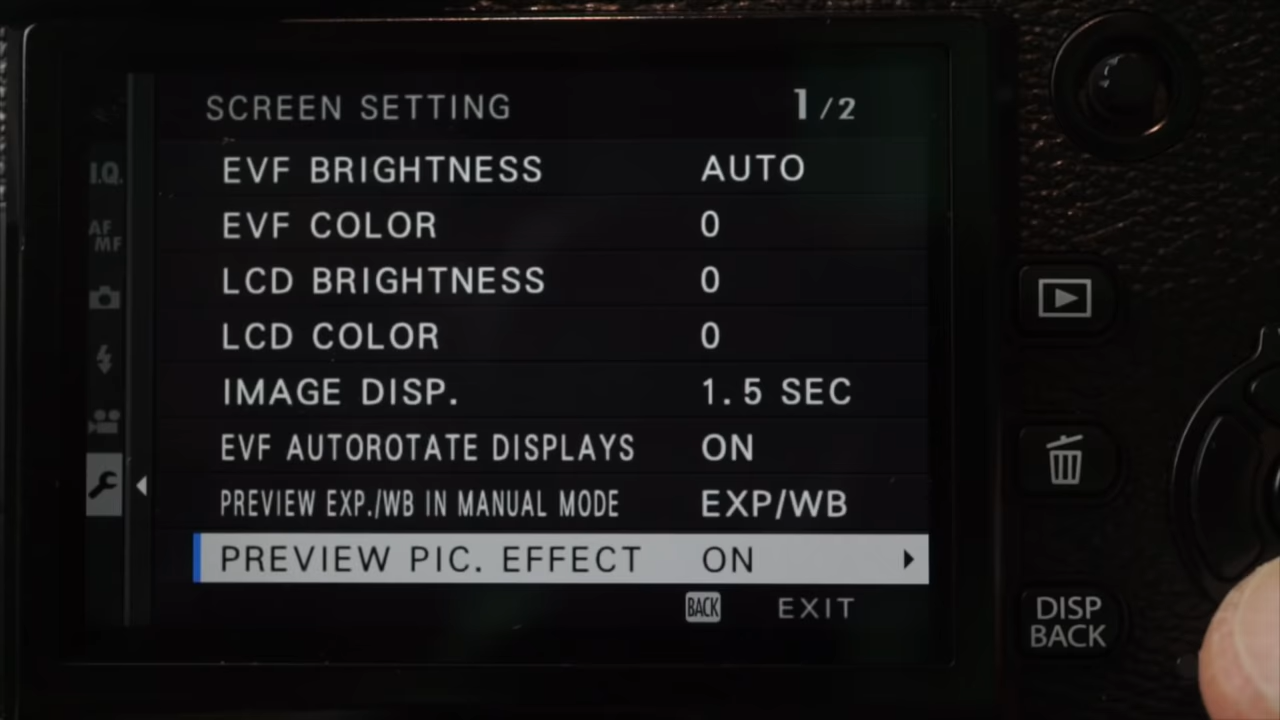 SCREEN SETTING 1/2
I.Q. EVF BRIGHTNESS AUTO
AF EVF COLOR 0
MF
LCD BRIGHTNESS 0
LCD COLOR 0
IMAGE DISP. 1.5 SEC
EVF AUTOROTATE DISPLAYS ON
PREVIEW EXP./WB IN MANUAL MODE EXP/WB
PREVIEW PIC. EFFECT ON
BACK EXIT
DISP
BACK